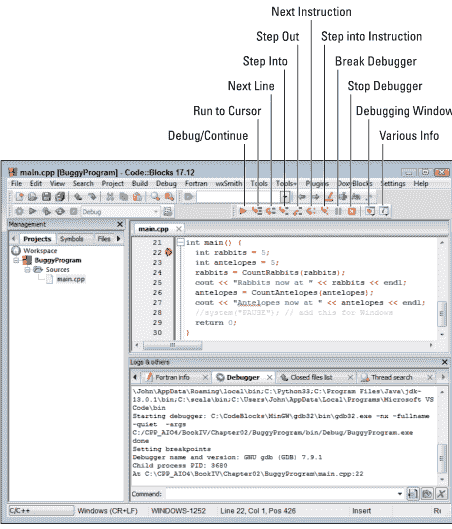 Next Instruction
Step Out
Step into Instruction
Step Into
Break Debugger
Next Line
Stop Debugger
Run to Cursor
Debugging Window
Debug/Continue
Various Info
main.cpp [BuggyProgram] - Code::Blocks 17.12
File Edit View Search Project Build Debug Fortran wxSmith Tools Tools+ Plugins DoxyBlocks Settings Help
Debug
Management
main.cpp
Projects Symbols Files
Workspace
BuggyProgram
Sources
main.cpp
21 int main() {
22 int rabbits = 5;
23 int antelopes = 5;
24 rabbits = CountRabbits(rabbits);
25 cout << "Rabbits now at " << rabbits << endl;
26 antelopes = CountAntelopes(antelopes);
27 cout << "Antelopes now at " << antelopes << endl;
28 //system("PAUSE"); // add this for Windows
29 return 0;
30 }
Logs & others
Fortran info Debugger Closed files list Thread search
\John\AppData\Roaming\local\bin;C:\Python33;C:\Program Files\Java\jdk-
13.0.1\bin;C:\scala\bin;C:\Users\John\AppData\Local\Programs\Microsoft VS
Code\bin
Starting debugger: C:\CodeBlocks\MinGW\gdb32\bin\gdb32.exe -nx -fullname
-quiet -args
C:/CPP_AIO4/BookIV/Chapter02/BuggyProgram/bin/Debug/BuggyProgram.exe
done
Setting breakpoints
Debugger name and version: GNU gdb (GDB) 7.9.1
Child process PID: 3680
At C:\CPP_AIO4\BookIV\Chapter02\BuggyProgram\main.cpp:22
Command:
C/C++ Windows (CR+LF) WINDOWS-1252 Line 22, Col 1, Pos 426 Insert